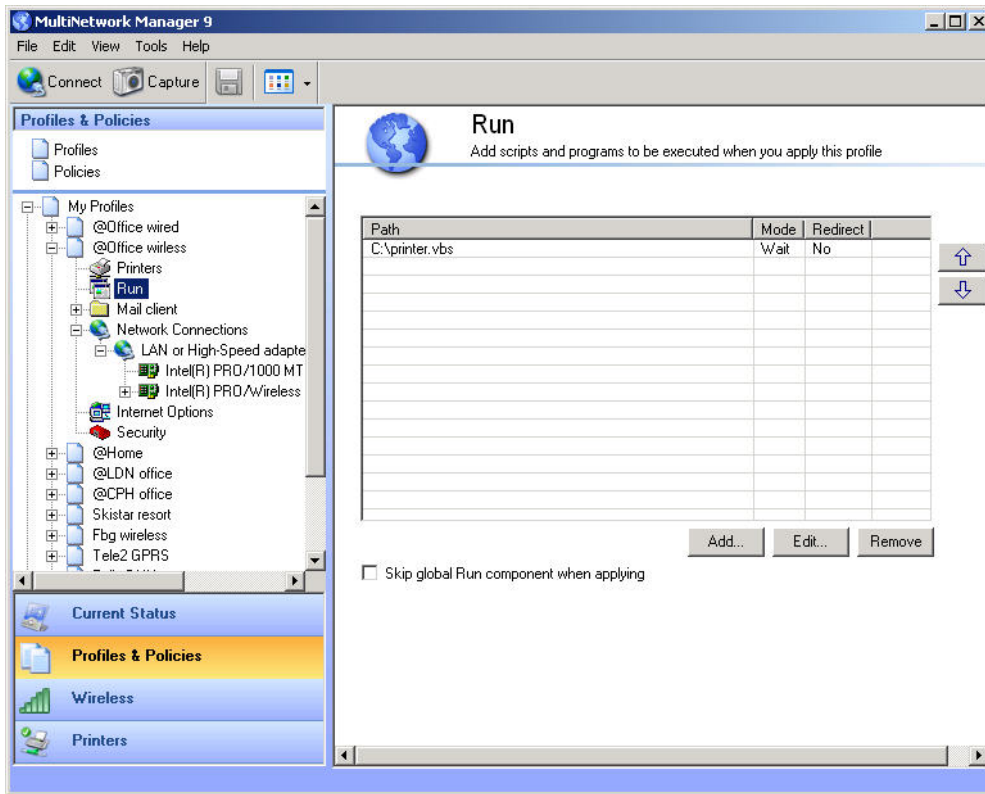 MultiNetwork Manager 9
File Edit View Tools Help
Connect Capture
Profiles & Policies
Profiles
Policies
My Profiles
@Office wired
@Office wirless
Printers
Run
Mail client
Network Connections
LAN or High-Speed adapte
Intel(R) PRO/1000 MT
Intel(R) PRO/Wireless
Internet Options
Security
@Home
@LDN office
@CPH office
Skistar resort
Fbg wireless
Tele2 GPRS
Current Status
Profiles & Policies
Wireless
Printers
Run
Add scripts and programs to be executed when you apply this profile
Path Mode Redirect
C:\printer.vbs Wait No
Add... Edit... Remove
Skip global Run component when applying